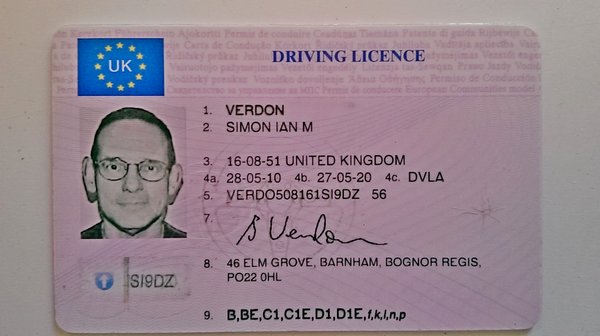 UK
DRIVING LICENCE
1. VERDON
2. SIMON IAN M
3. 16-08-51 UNITED KINGDOM
4a. 28-05-10 4b. 27-05-20 4c. DVLA
5. VERDO508161SI9DZ 56
7. S Verdon
8. 46 ELM GROVE, BARNHAM, BOGNOR REGIS,
PO22 0HL
SI9DZ
9. B,BE,C1,C1E,D1,D1E,f,k,l,n,p